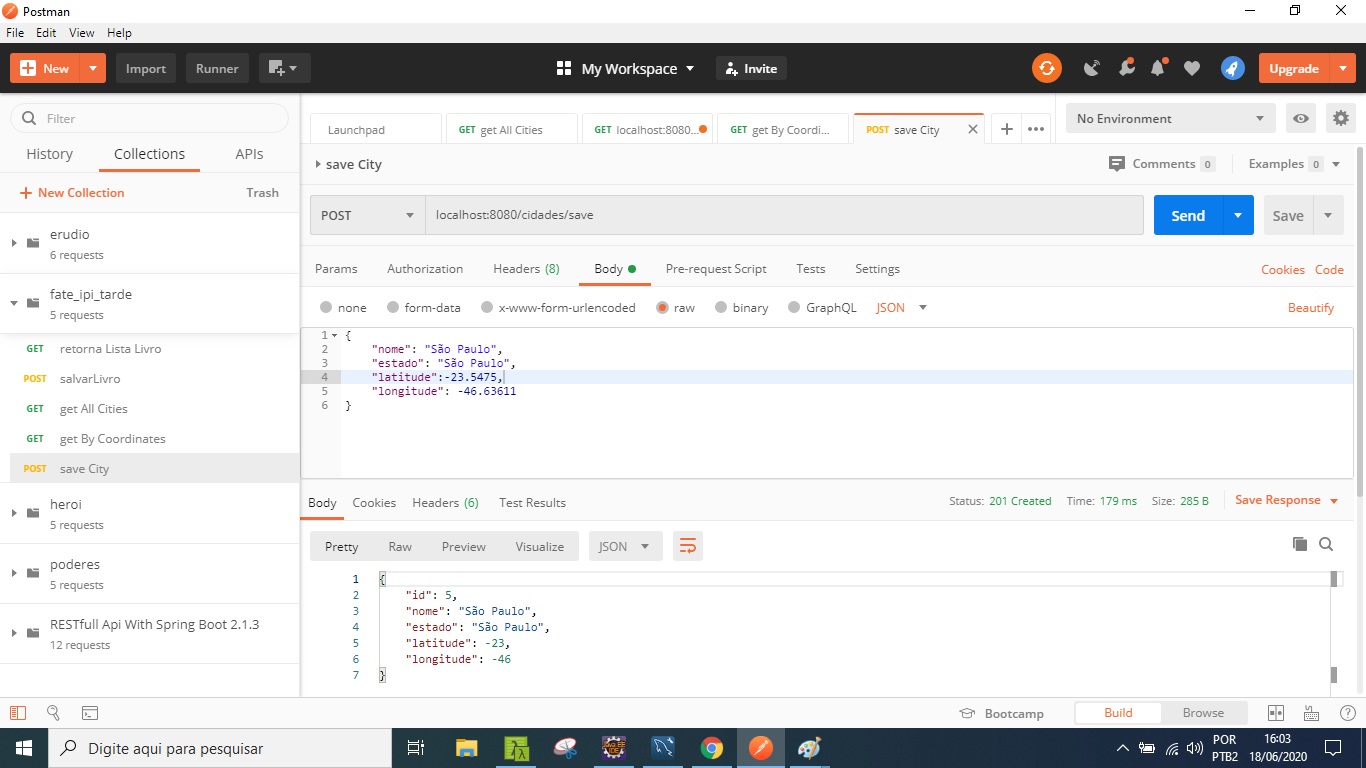 Postman
File Edit View Help
New Import Runner My Workspace Invite Upgrade
Filter
History Collections APIs
New Collection Trash
erudio
6 requests
fate_ipi_tarde
5 requests
GET retorna Lista Livro
POST salvarLivro
GET get All Cities
GET get By Coordinates
POST save City
heroi
5 requests
poderes
5 requests
RESTfull Api With Spring Boot 2.1.3
12 requests
Launchpad GET get All Cities GET localhost:8080... GET get By Coordi... POST save City No Environment
save City Comments 0 Examples 0
POST localhost:8080/cidades/save Send Save
Params Authorization Headers (8) Body Pre-request Script Tests Settings Cookies Code
none form-data x-www-form-urlencoded raw binary GraphQL JSON Beautify
1 {
2 "nome": "São Paulo",
3 "estado": "São Paulo",
4 "latitude":-23.5475,
5 "longitude": -46.63611
6 }
Body Cookies Headers (6) Test Results Status: 201 Created Time: 179 ms Size: 285 B Save Response
Pretty Raw Preview Visualize JSON
1 {
2 "id": 5,
3 "nome": "São Paulo",
4 "estado": "São Paulo",
5 "latitude": -23,
6 "longitude": -46
7 }
Bootcamp Build Browse
Digite aqui para pesquisar
POR 16:03
PTB2 18/06/2020